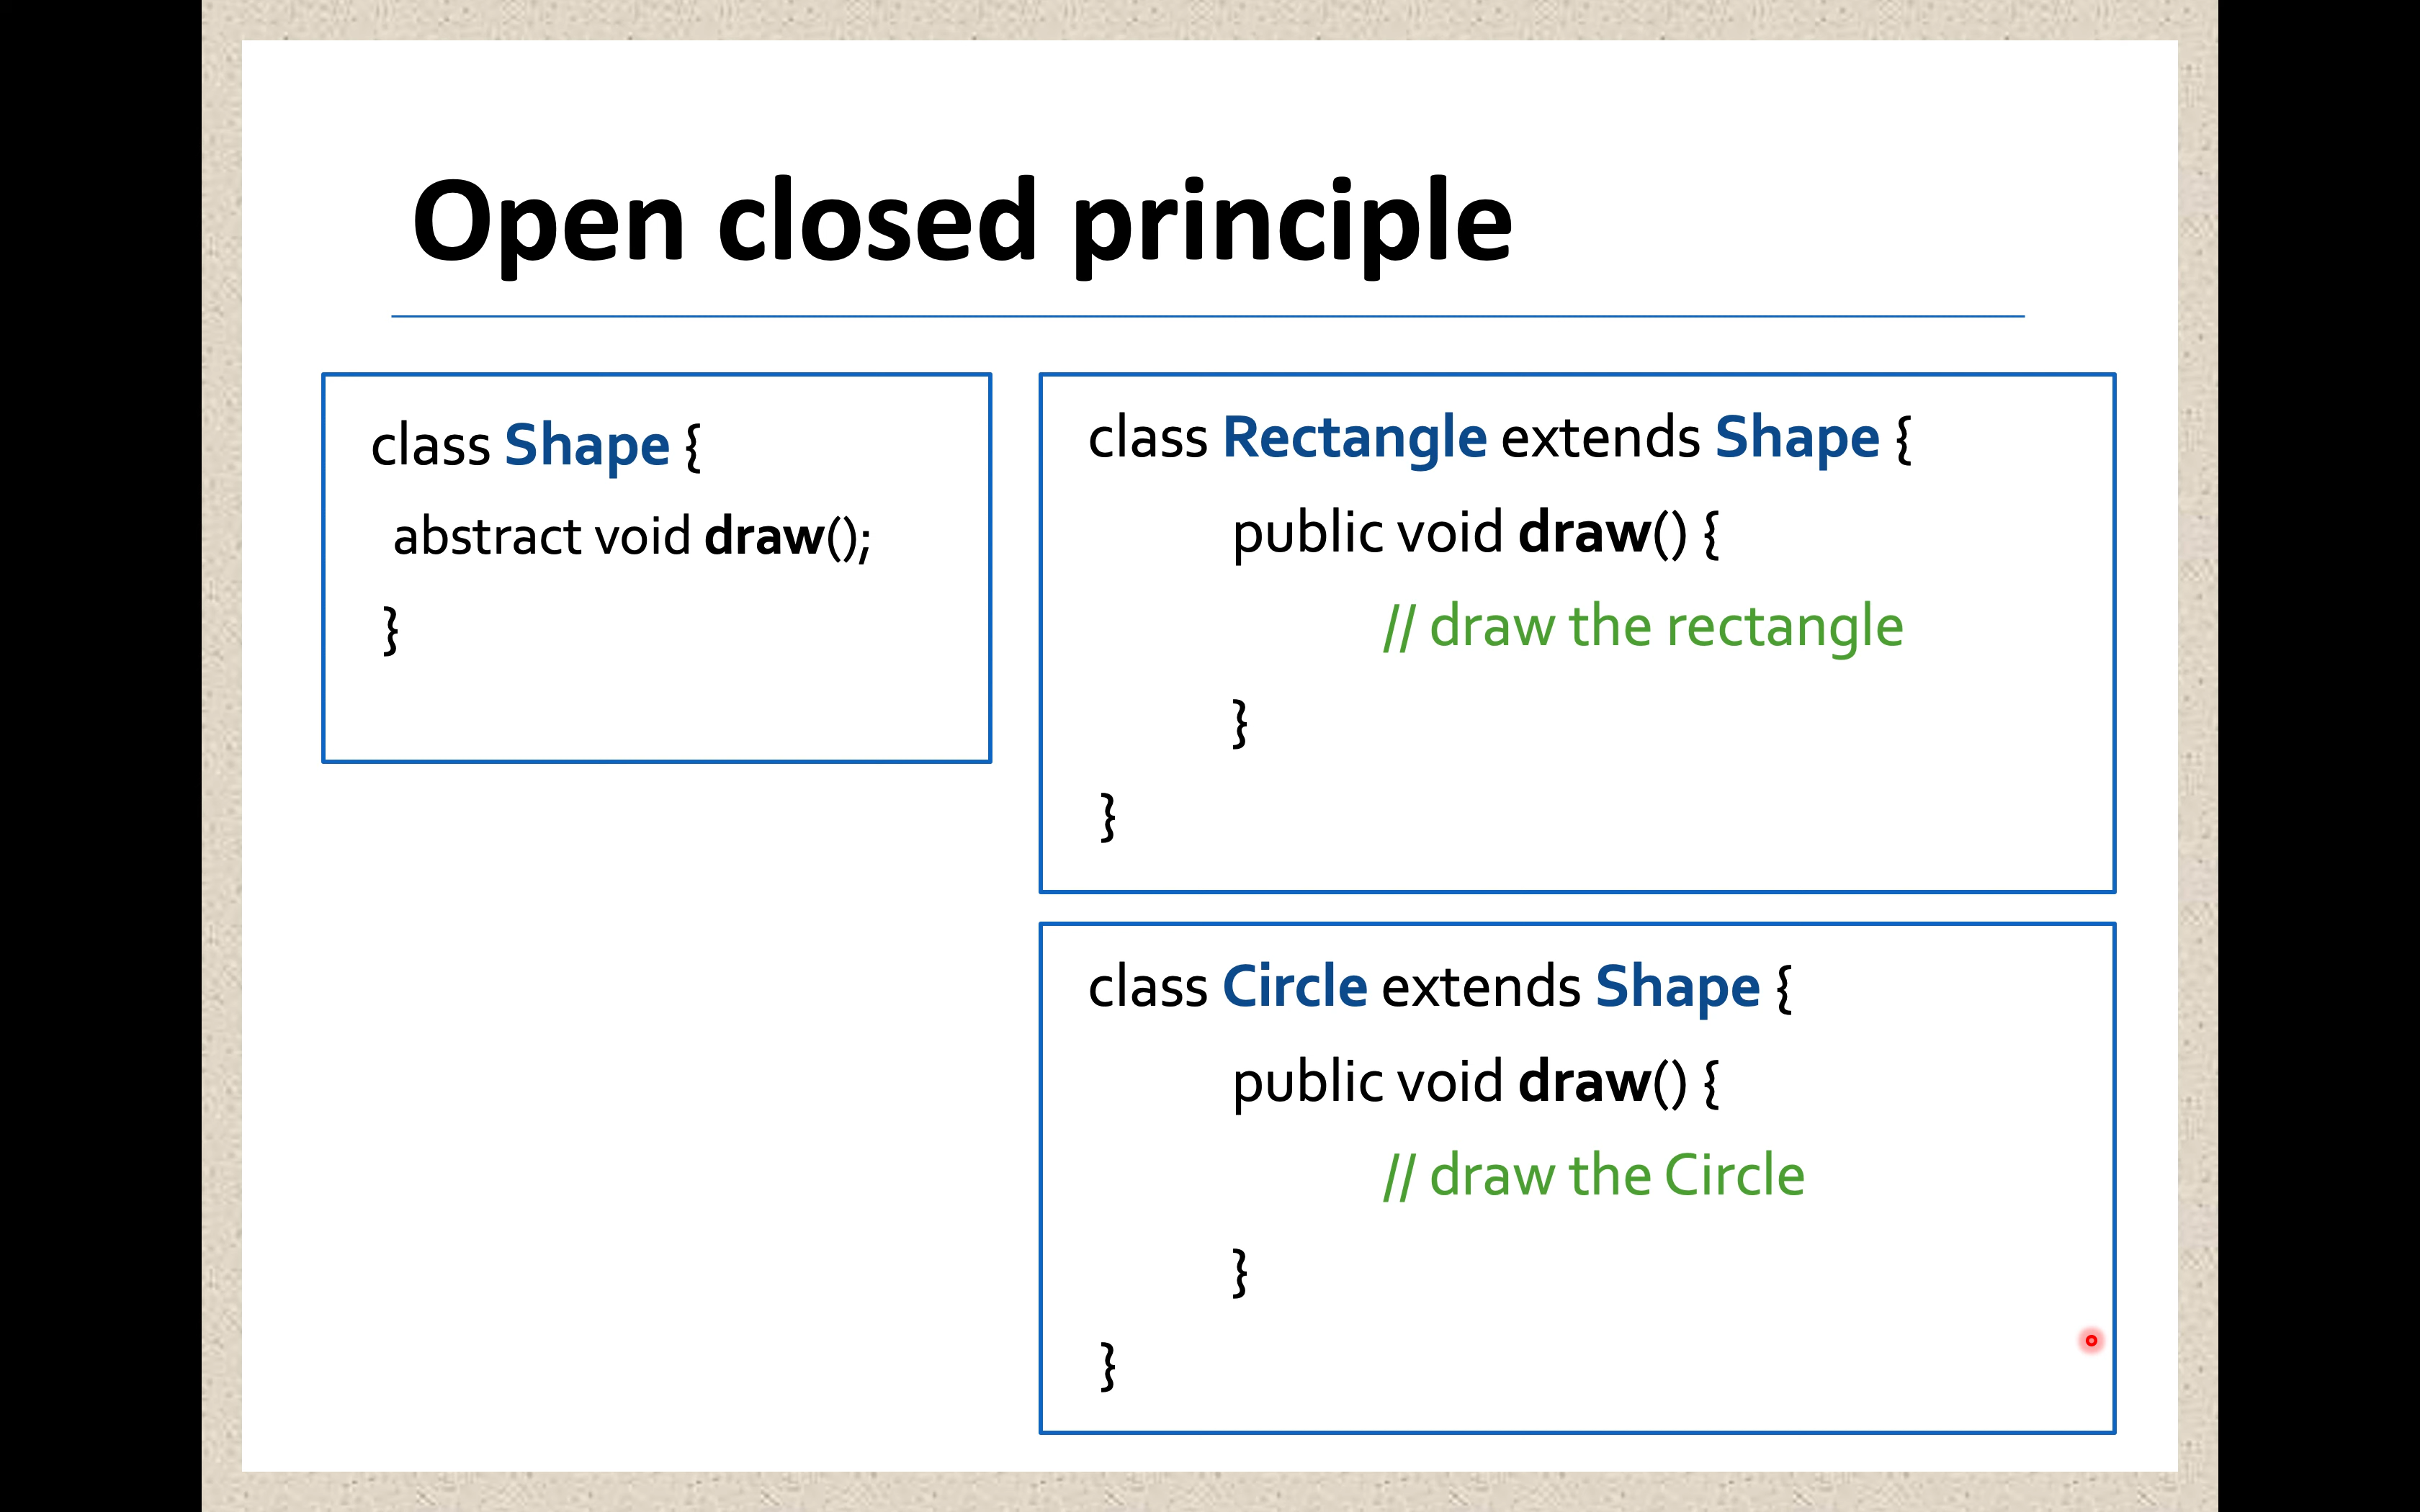 Open closed principle
class Shape {
abstract void draw();
}
class Rectangle extends Shape {
public void draw() {
// draw the rectangle
}
}
class Circle extends Shape {
public void draw() {
// draw the Circle
}
}